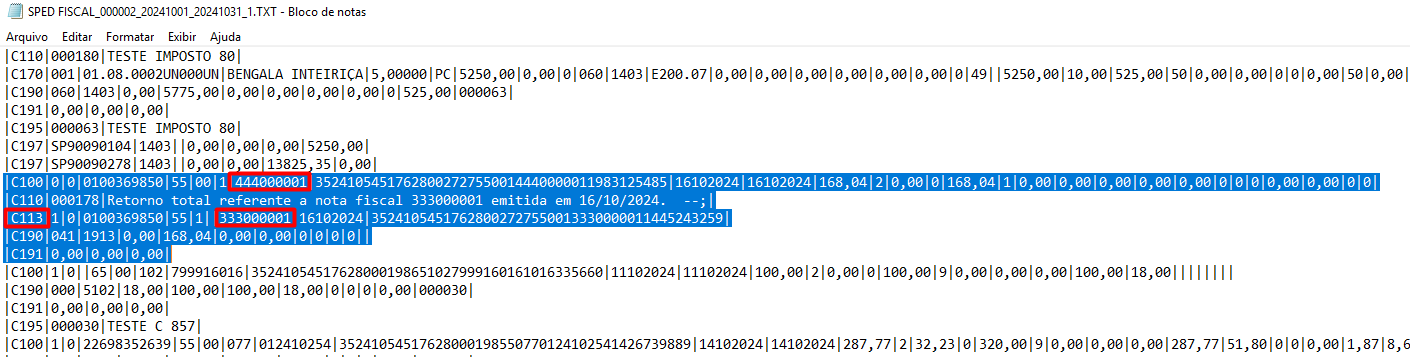 SPED FISCAL_000002_20241001_20241031_1.TXT - Bloco de notas
Arquivo Editar Formatar Exibir Ajuda
|C110|000180|TESTE IMPOSTO 80|
|C170|001|01.08.0002UN000UN|BENGALA INTEIRIÇA|5,00000|PC|5250,00|0,00|0|060|1403|E200.07|0,00|0,00|0,00|0,00|0,00|0,00|0|49||5250,00|10,00|525,00|50|0,00|0,00|0,00|0|0|0,00|50|0,00|
|C190|060|1403|0,00|5775,00|0,00|0,00|0,00|0,00|0|525,00|000063|
|C191|0,00|0,00|0,00|
|C195|000063|TESTE IMPOSTO 80|
|C197|SP90090104|1403||0,00|0,00|0,00|5250,00|
|C197|SP90090278|1403||0,00|0,00|13825,35|0,00|
|C100|0|0|0100369850|55|00|1|444000001|35241054517628002727550014440000011983125485|16102024|16102024|168,04|2|0,00|0|168,04|1|0,00|0,00|0,00|0,00|0,00|0,00|0,00|0,00|0,00|0|0|
|C110|000178|Retorno total referente a nota fiscal 333000001 emitida em 16/10/2024. --;|
|C113|1|0|0100369850|55|1||333000001|16102024|35241054517628002727550013330000011445243259|
|C190|041|1913|0,00|168,04|0,00|0,00|0|0|0|0||
|C191|0,00|0,00|0,00|
|C100|1|0||65|00|102|799916016|35241054517628000198651027999160161016335660|11102024|11102024|100,00|2|0,00|0|100,00|9|0,00|0,00|0,00|100,00|18,00||||||||
|C190|000|5102|18,00|100,00|100,00|18,00|0|0|0,00|000030|
|C191|0,00|0,00|0,00|
|C195|000030|TESTE C 857|
|C100|1|0|22698352639|55|00|077|012410254|35241054517628000198550770124102541426739889|14102024|14102024|287,77|2|32,23|0|320,00|9|0,00|0,00|0,00|287,77|51,80|0|0|0,00|1,87|8,6